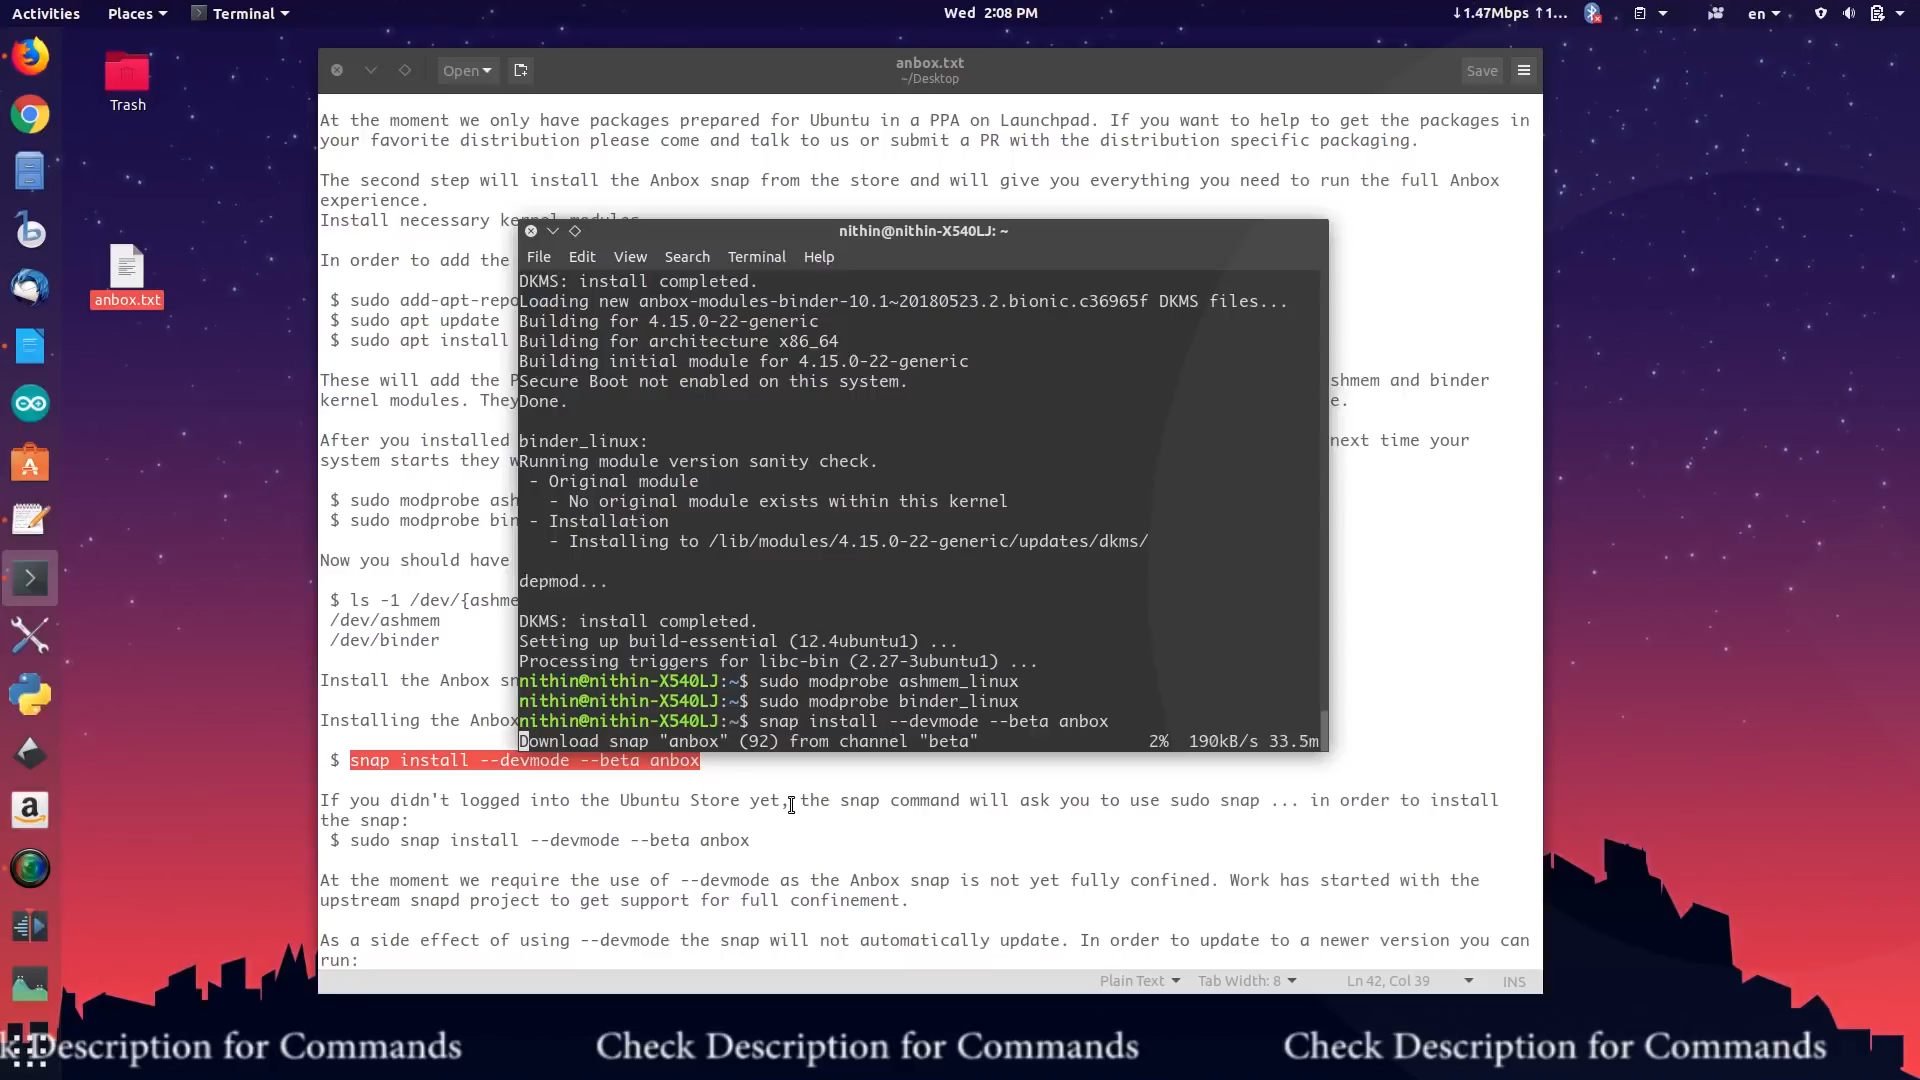 Activities Places Terminal Wed 2:08 PM ↓1.47Mbps ↑1... en
Trash
anbox.txt
Open anbox.txt Save
~/Desktop
At the moment we only have packages prepared for Ubuntu in a PPA on Launchpad. If you want to help to get the packages in
your favorite distribution please come and talk to us or submit a PR with the distribution specific packaging.
The second step will install the Anbox snap from the store and will give you everything you need to run the full Anbox
experience.
Install necessary kernel modules
In order to add the
$ sudo add-apt-repo
$ sudo apt update
$ sudo apt install
These will add the P
shmem and binder
kernel modules. They
e.
After you installed
next time your
system starts they w
$ sudo modprobe ash
$ sudo modprobe bin
Now you should have
$ ls -1 /dev/{ashme
/dev/ashmem
/dev/binder
Install the Anbox sn
Installing the Anbox
$ snap install --devmode --beta anbox
If you didn't logged into the Ubuntu Store yet, the snap command will ask you to use sudo snap ... in order to install
the snap:
$ sudo snap install --devmode --beta anbox
At the moment we require the use of --devmode as the Anbox snap is not yet fully confined. Work has started with the
upstream snapd project to get support for full confinement.
As a side effect of using --devmode the snap will not automatically update. In order to update to a newer version you can
run:
Plain Text Tab Width: 8 Ln 42, Col 39 INS
nithin@nithin-X540LJ: ~
File Edit View Search Terminal Help
DKMS: install completed.
Loading new anbox-modules-binder-10.1~20180523.2.bionic.c36965f DKMS files...
Building for 4.15.0-22-generic
Building for architecture x86_64
Building initial module for 4.15.0-22-generic
Secure Boot not enabled on this system.
Done.
binder_linux:
Running module version sanity check.
- Original module
- No original module exists within this kernel
- Installation
- Installing to /lib/modules/4.15.0-22-generic/updates/dkms/
depmod...
DKMS: install completed.
Setting up build-essential (12.4ubuntu1) ...
Processing triggers for libc-bin (2.27-3ubuntu1) ...
nithin@nithin-X540LJ:~$ sudo modprobe ashmem_linux
nithin@nithin-X540LJ:~$ sudo modprobe binder_linux
nithin@nithin-X540LJ:~$ snap install --devmode --beta anbox
Download snap "anbox" (92) from channel "beta" 2% 190kB/s 33.5m
k Description for Commands Check Description for Commands Check Description for Commands